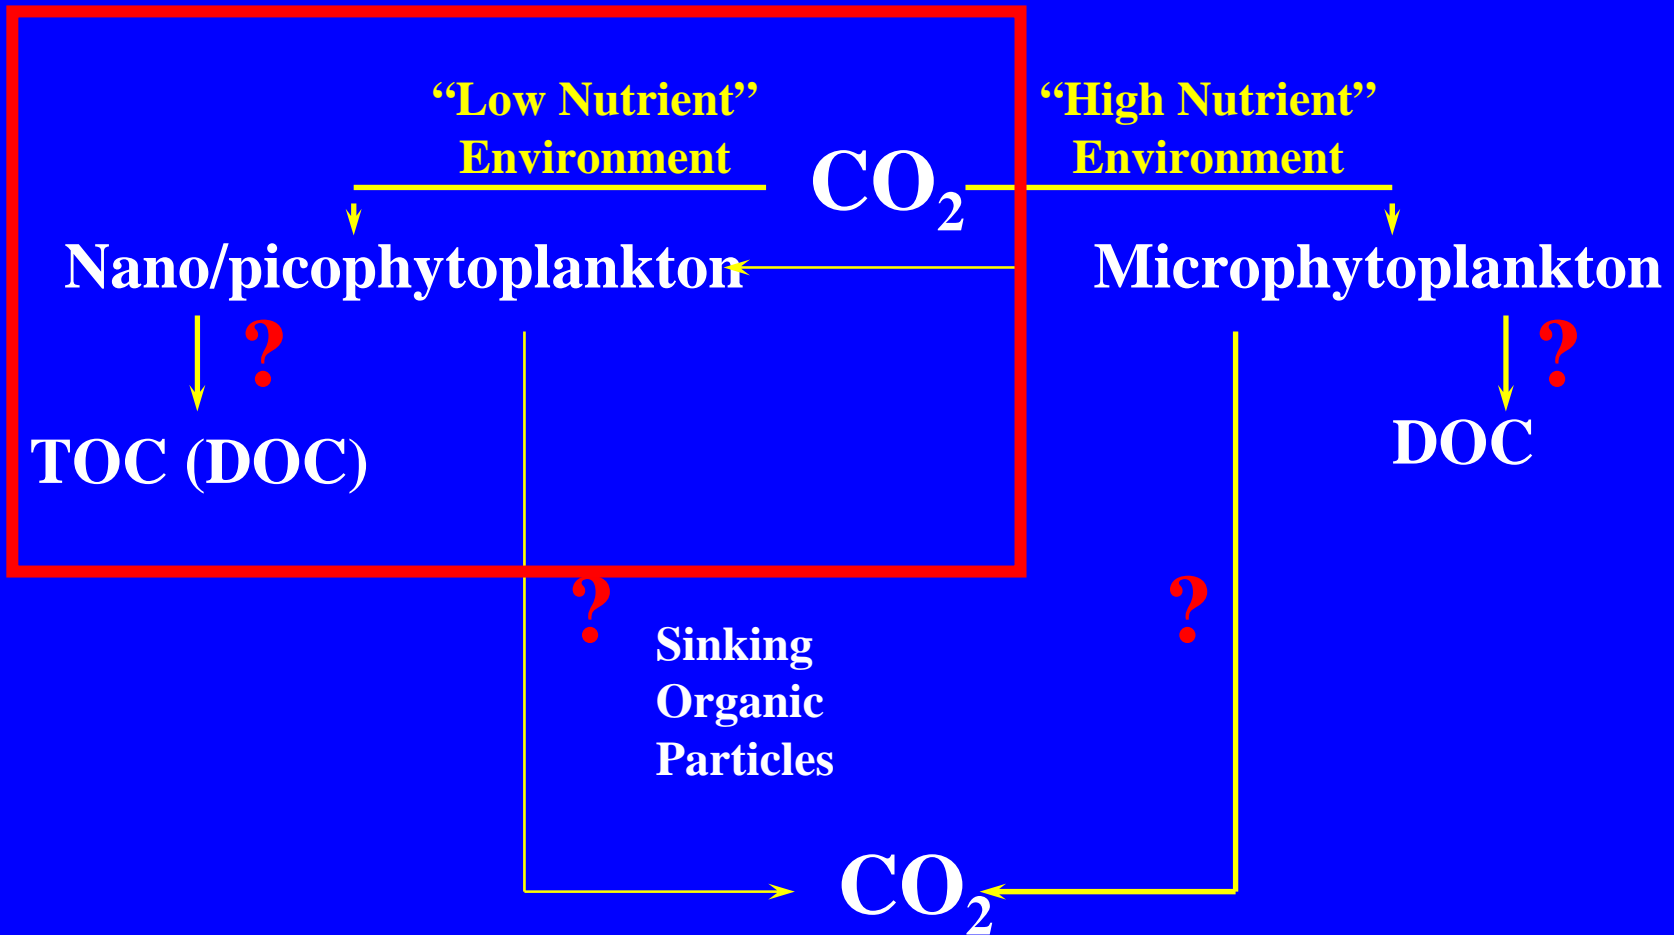 “Low Nutrient”
Environment
“High Nutrient”
Environment
CO₂
Nano/picophytoplankton
Microphytoplankton
?
?
TOC (DOC)
DOC
?
?
Sinking
Organic
Particles
CO₂